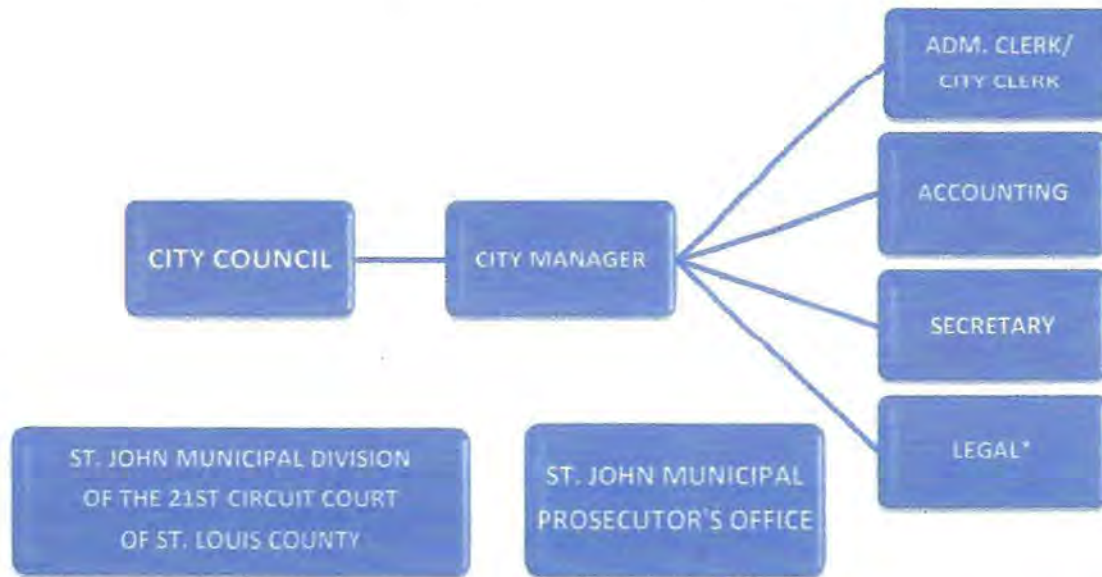 ADM. CLERK/
CITY CLERK
ACCOUNTING
CITY COUNCIL
CITY MANAGER
SECRETARY
LEGAL*
ST. JOHN MUNICIPAL DIVISION
OF THE 21ST CIRCUIT COURT
OF ST. LOUIS COUNTY
ST. JOHN MUNICIPAL
PROSECUTOR'S OFFICE